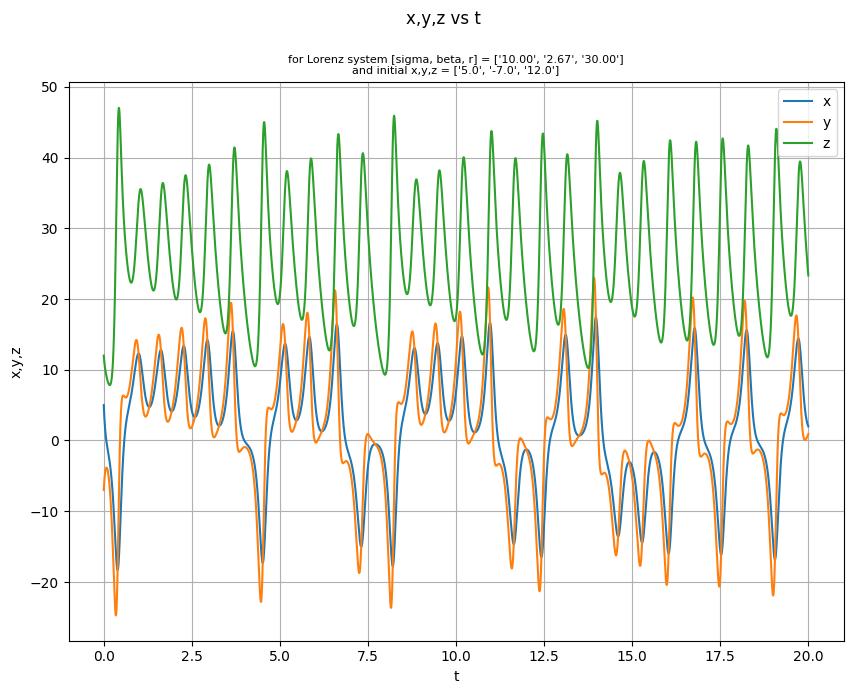 x,y,z vs t
for Lorenz system [sigma, beta, r] = ['10.00', '2.67', '30.00']
and initial x,y,z = ['5.0', '-7.0', '12.0']
x
y
z
50
40
30
20
10
0
−10
−20
x,y,z
0.0 2.5 5.0 7.5 10.0 12.5 15.0 17.5 20.0
t